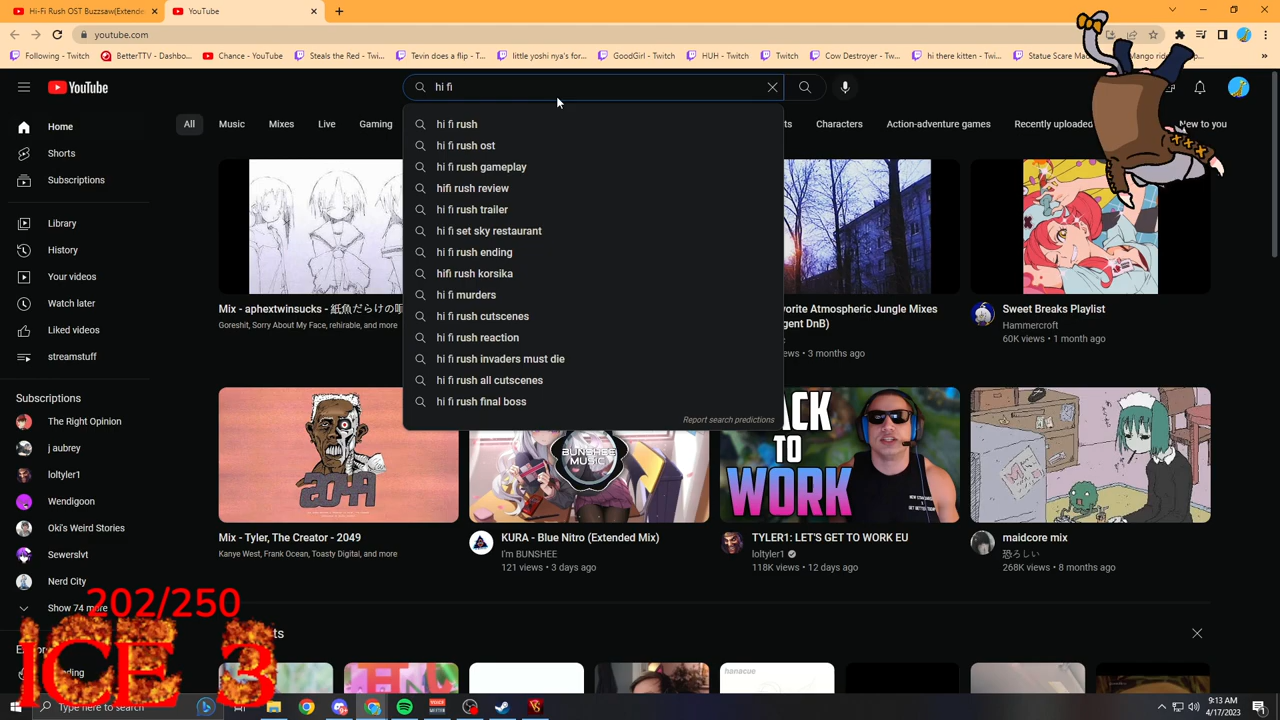 Hi-Fi Rush OST Buzzsaw(Extende
YouTube
youtube.com
Following - Twitch
BetterTTV - Dashbo...
Chance - YouTube
Steals the Red - Twi...
Tevin does a flip - T...
little yoshi nya's for...
GoodGirl - Twitch
HUH - Twitch
Twitch
Cow Destroyer - Twi...
hi there kitten - Twi...
Statue Scare Ma
Mango ride
YouTube
hi fi
Home
Shorts
Subscriptions
Library
History
Your videos
Watch later
Liked videos
streamstuff
Subscriptions
The Right Opinion
j aubrey
loltyler1
Wendigoon
Oki's Weird Stories
Sewerslvt
Nerd City
Show 74 more
All
Music
Mixes
Live
Gaming
Characters
Action-adventure games
Recently uploaded
New to you
hi fi rush
hi fi rush ost
hi fi rush gameplay
hifi rush review
hi fi rush trailer
hi fi set sky restaurant
hi fi rush ending
hifi rush korsika
hi fi murders
hi fi rush cutscenes
hi fi rush reaction
hi fi rush invaders must die
hi fi rush all cutscenes
hi fi rush final boss
Report search predictions
Mix - aphextwinsucks - 紙魚だらけの
Goreshit, Sorry About My Face, rehirable, and more
vorite Atmospheric Jungle Mixes
gent DnB)
ews • 3 months ago
Sweet Breaks Playlist
Hammercroft
60K views • 1 month ago
2049
BUNSHEE
MUSIC
ACK
TO
WORK
Mix - Tyler, The Creator - 2049
Kanye West, Frank Ocean, Toasty Digital, and more
KURA - Blue Nitro (Extended Mix)
I'm BUNSHEE
121 views • 3 days ago
TYLER1: LET'S GET TO WORK EU
loltyler1
118K views • 12 days ago
maidcore mix
恐ろしい
268K views • 8 months ago
202/250
ICE 3
ts
hanacue
Type here to search
9:13 AM
4/17/2023